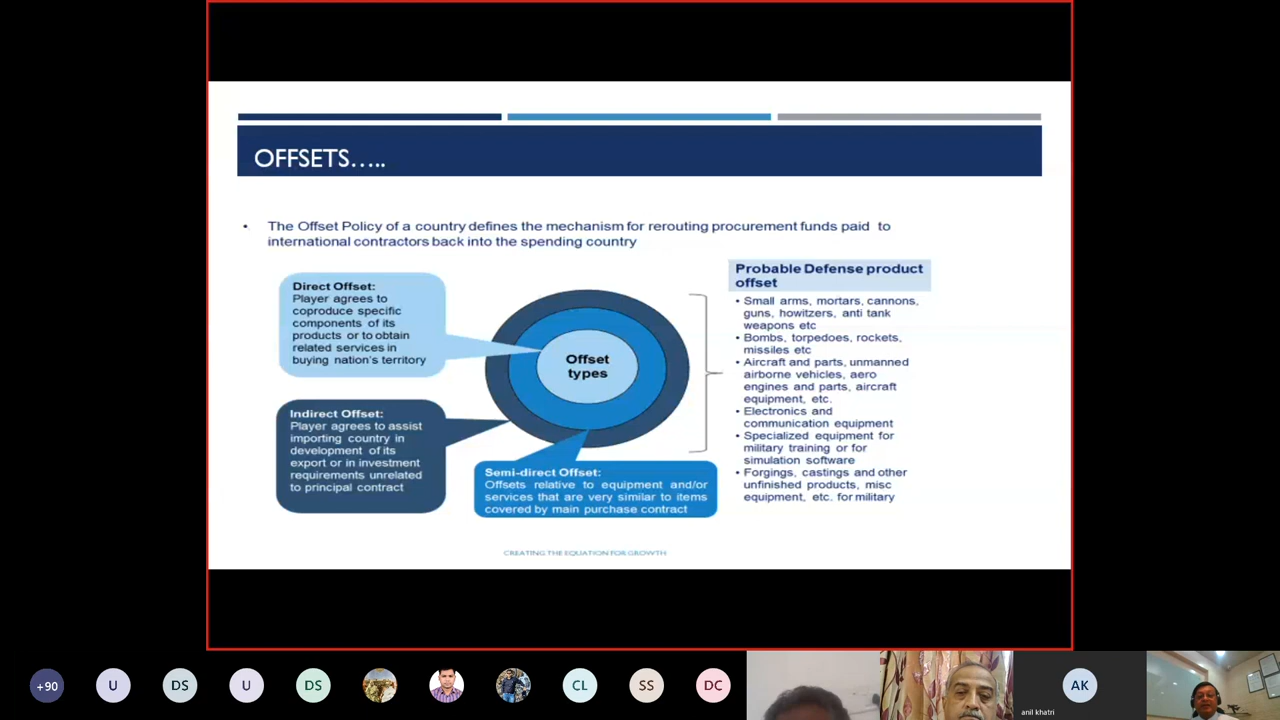 OFFSETS.....
• The Offset Policy of a country defines the mechanism for rerouting procurement funds paid to
international contractors back into the spending country
Direct Offset:
Player agrees to
coproduce specific
components of its
products or to obtain
related services in
buying nation's territory
Indirect Offset:
Player agrees to assist
importing country in
development of its
export or in investment
requirements unrelated
to principal contract
Offset
types
Semi-direct Offset:
Offsets relative to equipment and/or
services that are very similar to items
covered by main purchase contract
Probable Defense product
offset
• Small arms, mortars, cannons,
guns, howitzers, anti tank
weapons etc
• Bombs, torpedoes, rockets,
missiles etc
• Aircraft and parts, unmanned
airborne vehicles, aero
engines and parts, aircraft
equipment, etc.
• Electronics and
communication equipment
• Specialized equipment for
military training or for
simulation software
• Forgings, castings and other
unfinished products, misc
equipment, etc. for military
CREATING THE EQUATION FOR GROWTH
+90
U
DS
U
DS
CL
SS
DC
AK
anil khatri